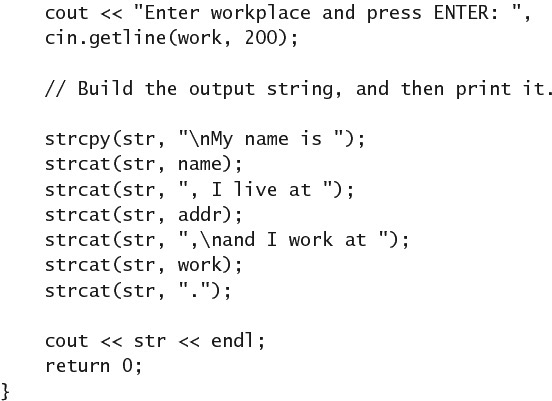 cout << "Enter workplace and press ENTER: ",
cin.getline(work, 200);
// Build the output string, and then print it.
strcpy(str, "\nMy name is ");
strcat(str, name);
strcat(str, ", I live at ");
strcat(str, addr);
strcat(str, ",\nand I work at ");
strcat(str, work);
strcat(str, ".");
cout << str << endl;
return 0;
}